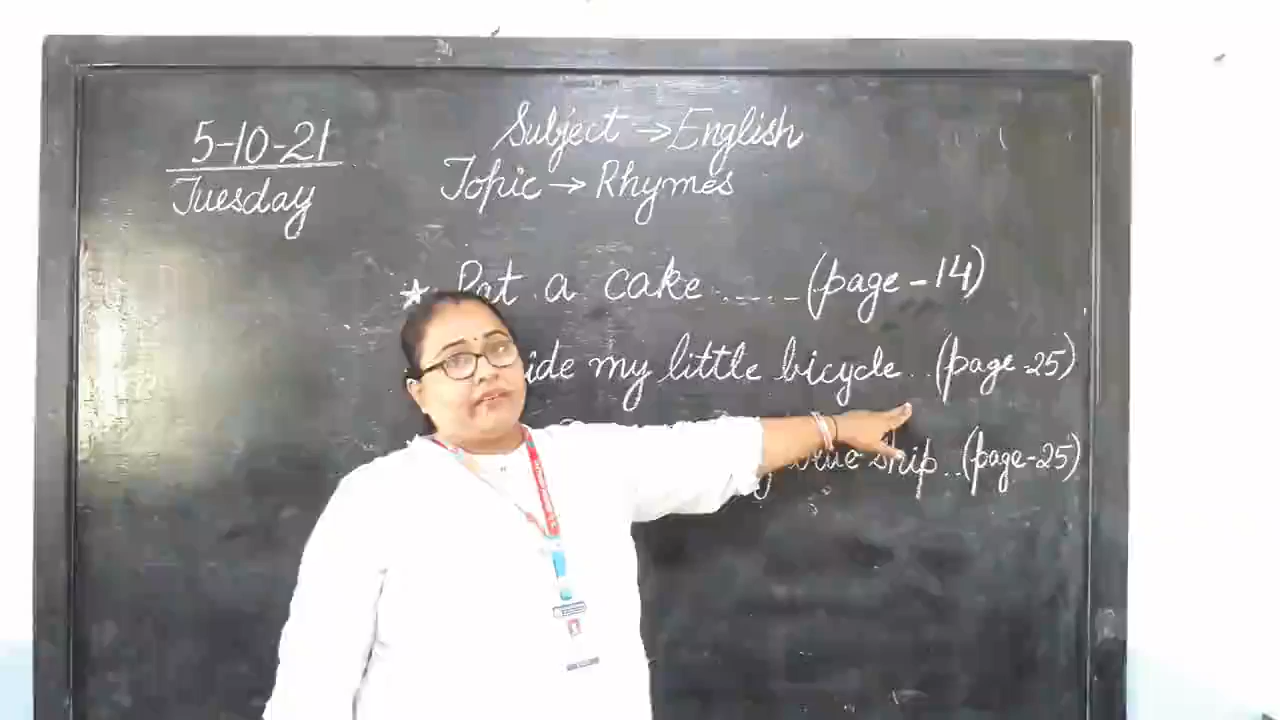 5-10-21
Tuesday
Subject → English
Topic → Rhymes
★ Pat a cake ..... (page-14)
my little bicycle .. (page-25)
ship .. (page-25)